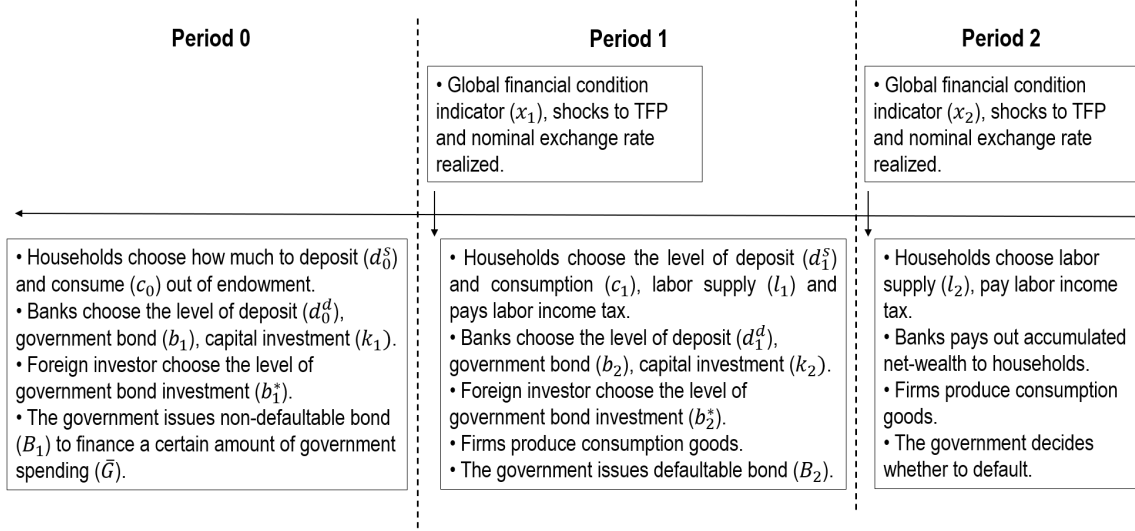 Period 0
Period 1
Period 2
• Global financial condition
indicator (x₁), shocks to TFP
and nominal exchange rate
realized.
• Global financial condition
indicator (x₂), shocks to TFP
and nominal exchange rate
realized.
• Households choose how much to deposit (d₀ˢ)
and consume (c₀) out of endowment.
• Banks choose the level of deposit (d₀ᵈ),
government bond (b₁), capital investment (k₁).
• Foreign investor choose the level of
government bond investment (b₁*).
• The government issues non-defaultable bond
(B₁) to finance a certain amount of government
spending (Ḡ).
• Households choose the level of deposit (d₁ˢ)
and consumption (c₁), labor supply (l₁) and
pays labor income tax.
• Banks choose the level of deposit (d₁ᵈ),
government bond (b₂), capital investment (k₂).
• Foreign investor choose the level of
government bond investment (b₂*).
• Firms produce consumption goods.
• The government issues defaultable bond (B₂).
• Households choose labor
supply (l₂), pay labor income
tax.
• Banks pays out accumulated
net-wealth to households.
• Firms produce consumption
goods.
• The government decides
whether to default.